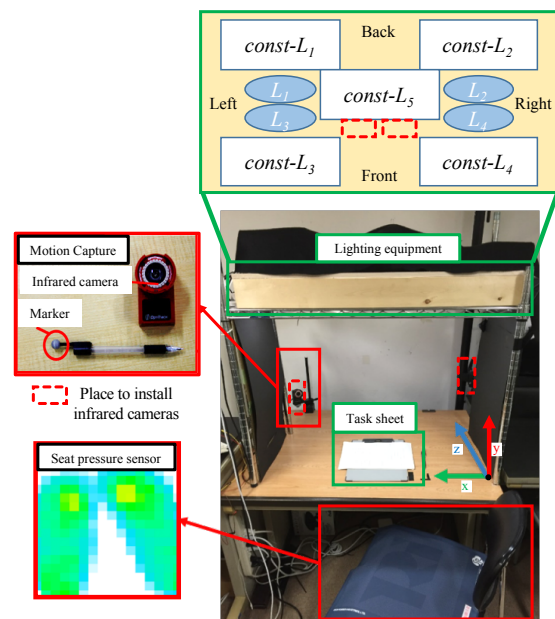 const-L1
Back
const-L2
Left
L1
const-L5
L2
Right
L3
L4
const-L3
Front
const-L4
Motion Capture
Infrared camera
Marker
Place to install
infrared cameras
Lighting equipment
Task sheet
z
y
x
Seat pressure sensor